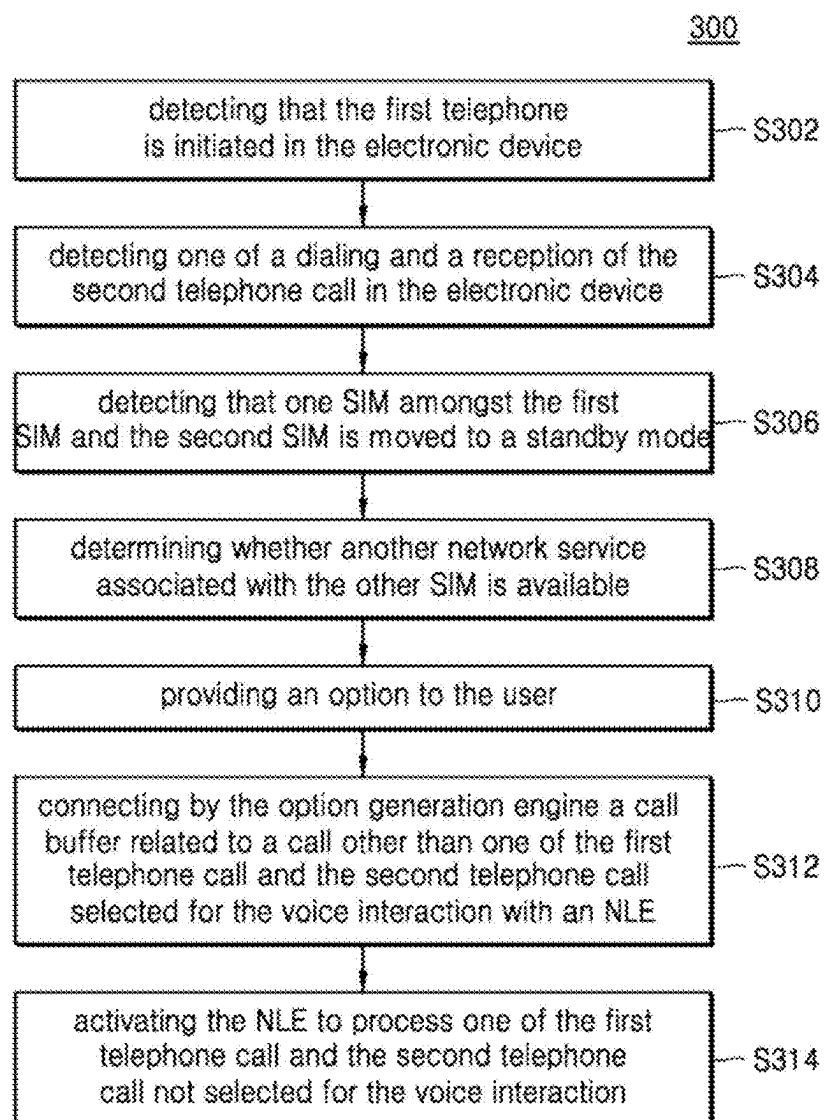 300
detecting that the first telephone
is initiated in the electronic device
S302
detecting one of a dialing and a reception of the
second telephone call in the electronic device
S304
detecting that one SIM amongst the first
SIM and the second SIM is moved to a standby mode
S306
determining whether another network service
associated with the other SIM is available
S308
providing an option to the user
S310
connecting by the option generation engine a call
buffer related to a call other than one of the first
telephone call and the second telephone call
selected for the voice interaction with an NLE
S312
activating the NLE to process one of the first
telephone call and the second telephone
call not selected for the voice interaction
S314